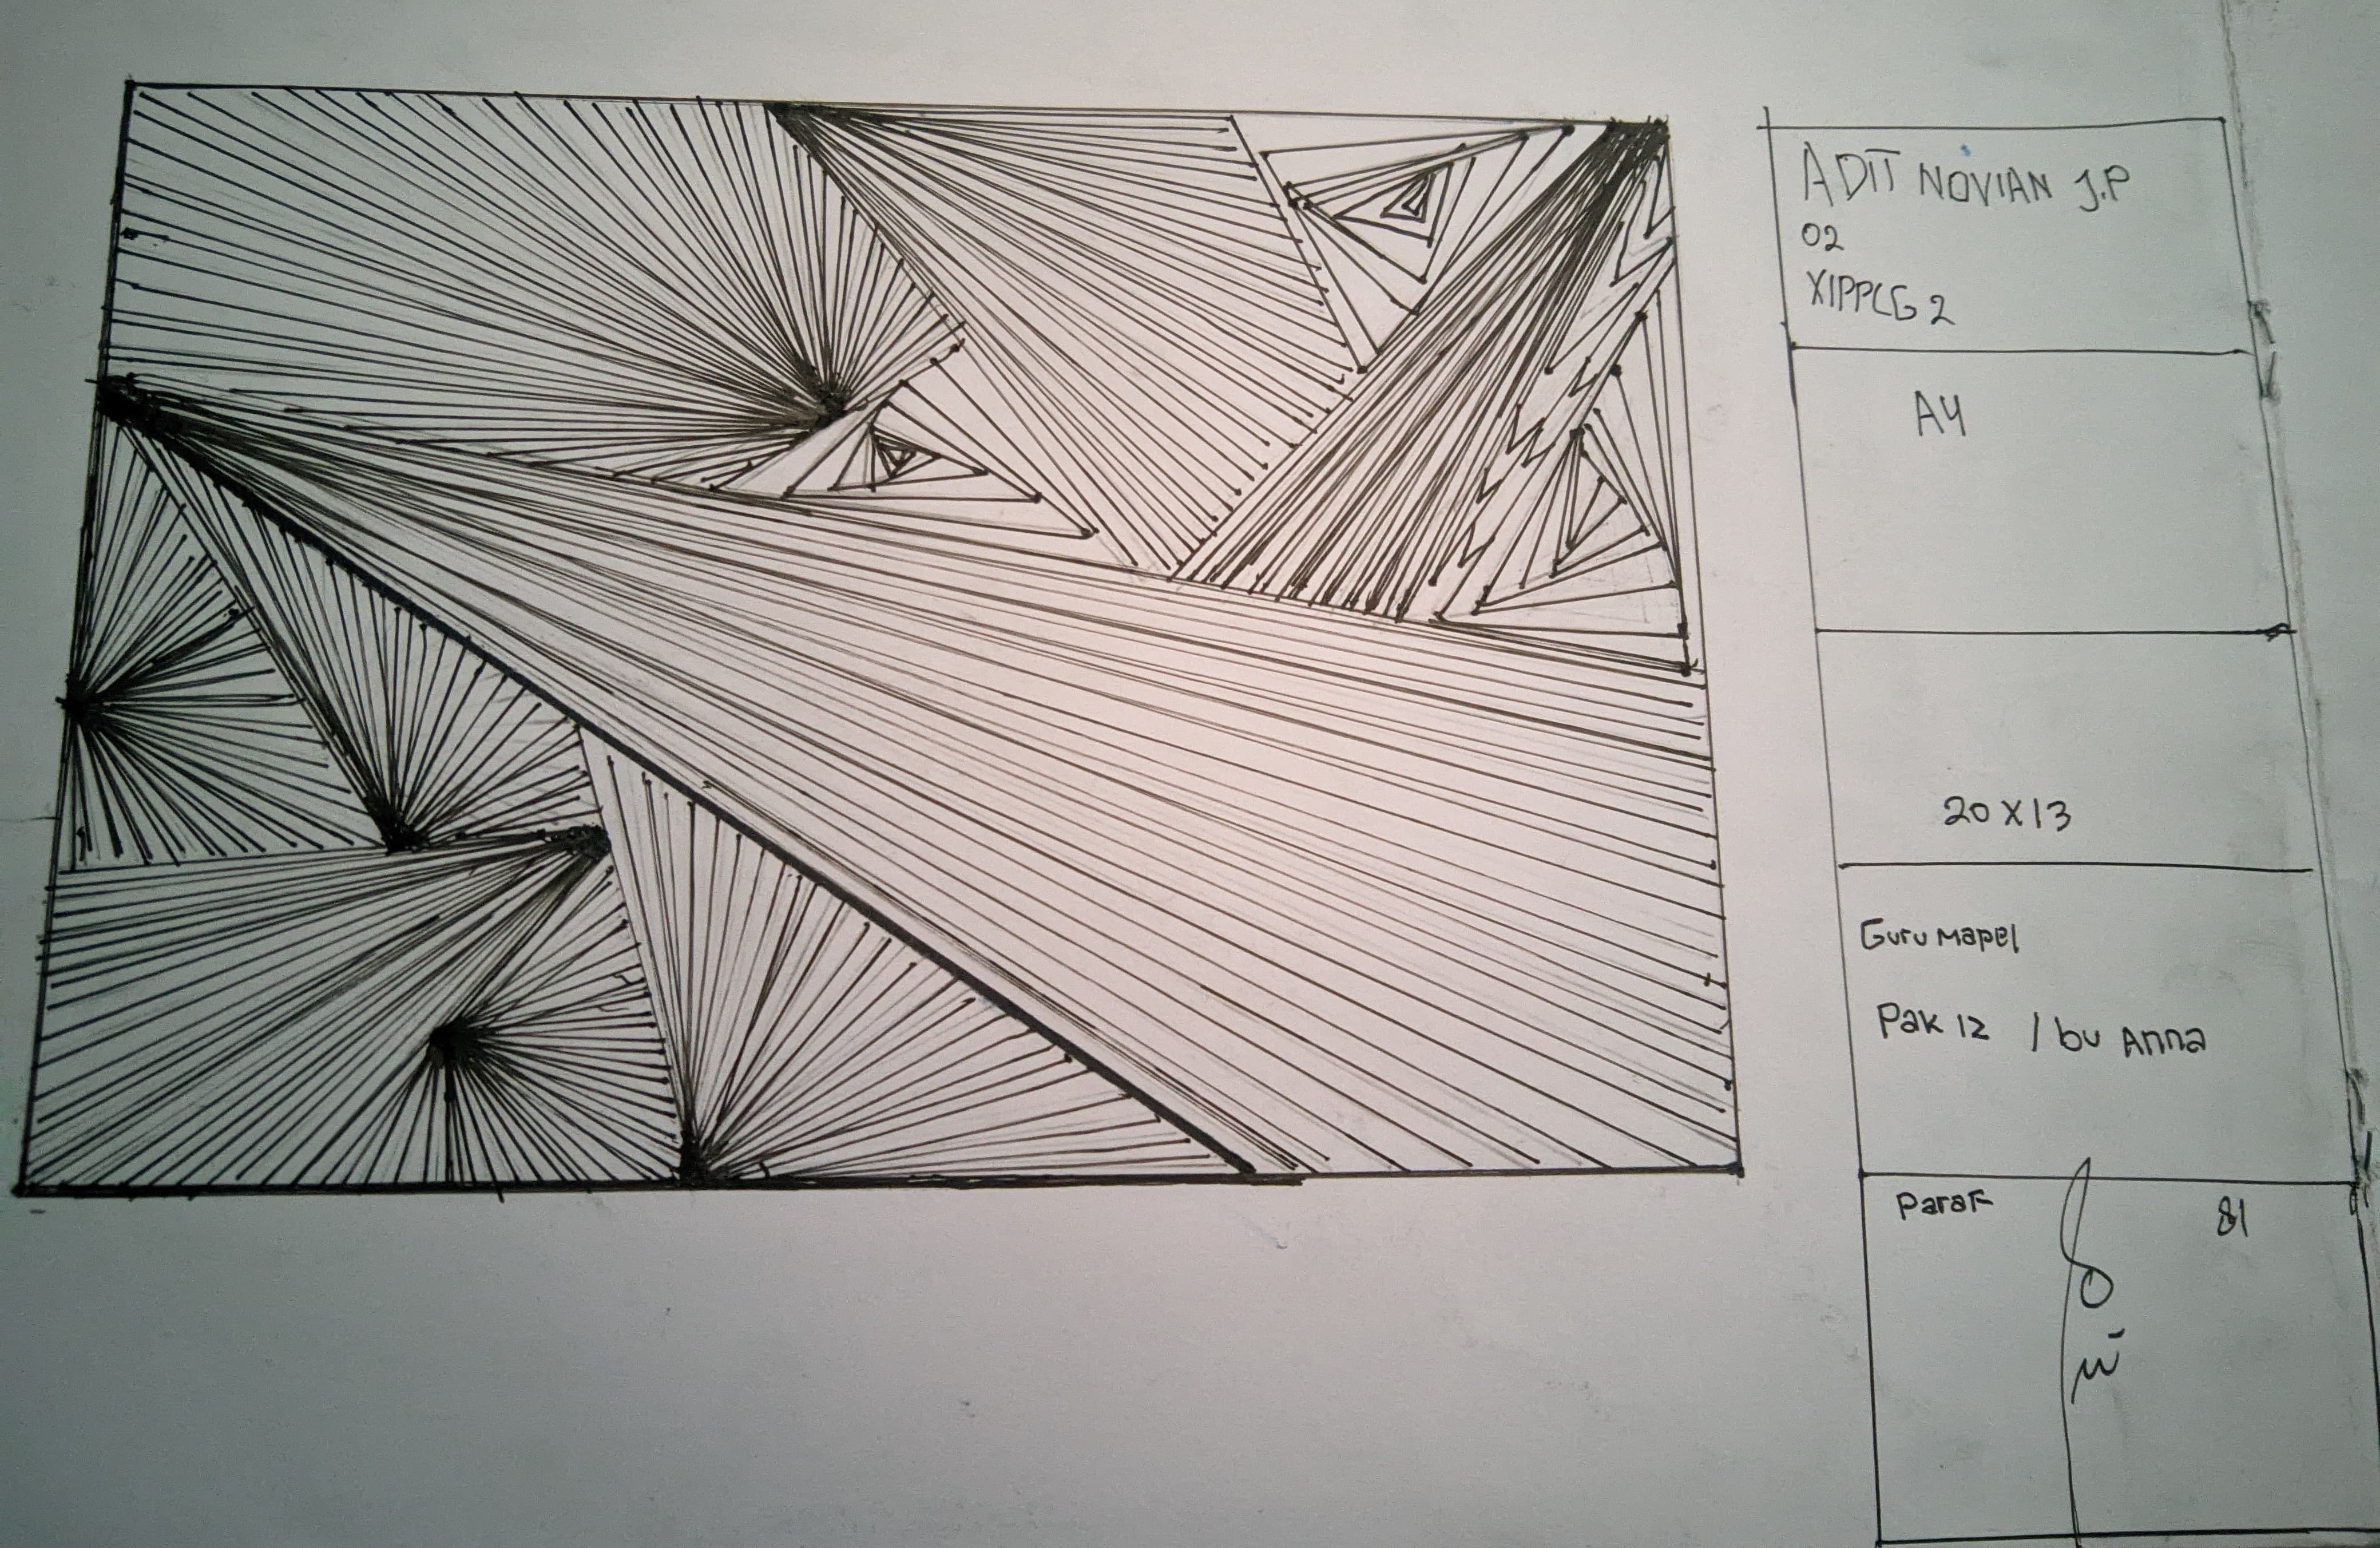 ADIT NOVIAN J.P
02
XIPPLG 2
A4
20 X 13
Guru mapel
Pak 12 / bu Anna
Paraf
81